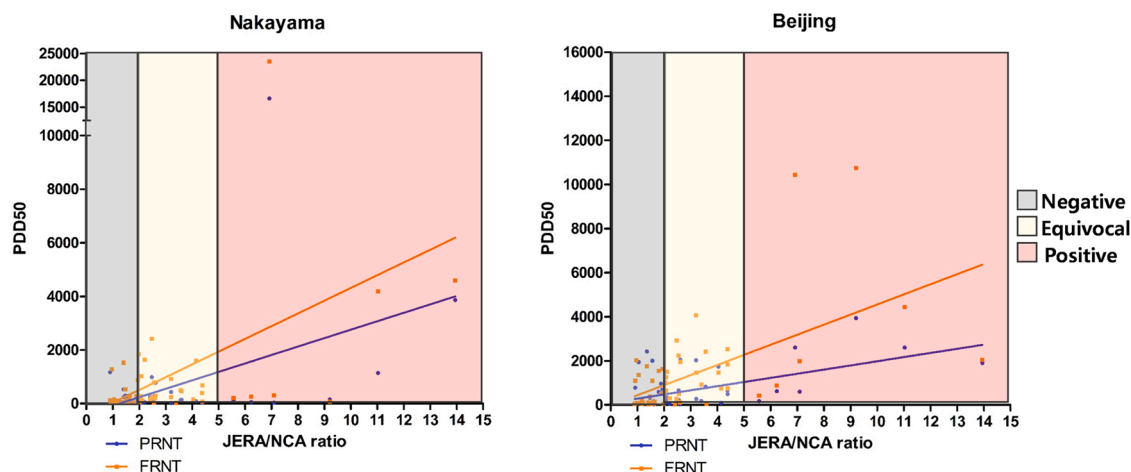 Nakayama
25000
20000
15000
10000
8000
6000
4000
2000
0
PDD50
0 1 2 3 4 5 6 7 8 9 10 11 12 13 14 15
JERA/NCA ratio
PRNT
FRNT
Beijing
16000
14000
12000
10000
8000
6000
4000
2000
0
PDD50
0 1 2 3 4 5 6 7 8 9 10 11 12 13 14 15
JERA/NCA ratio
PRNT
FRNT
Negative
Equivocal
Positive